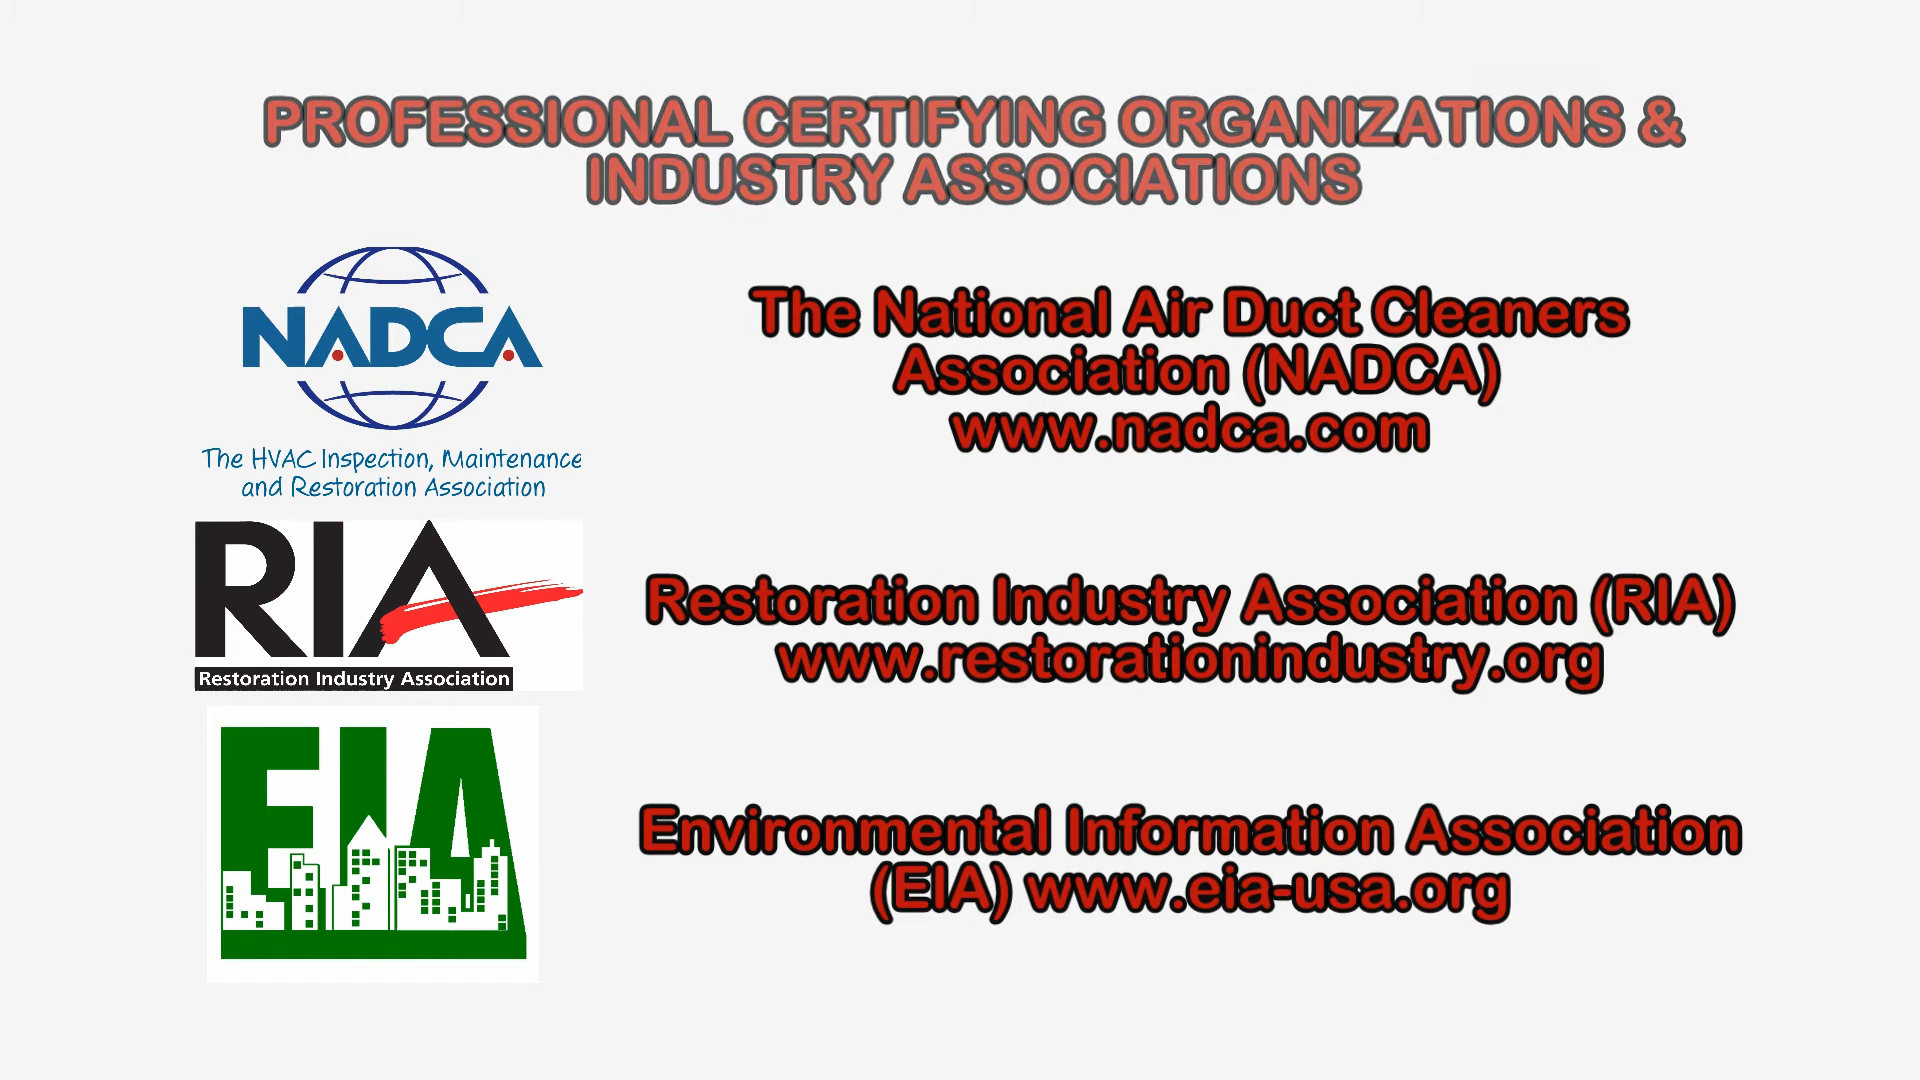 PROFESSIONAL CERTIFYING ORGANIZATIONS &
INDUSTRY ASSOCIATIONS
NADCA
The HVAC Inspection, Maintenance
and Restoration Association
The National Air Duct Cleaners
Association (NADCA)
www.nadca.com
RIA
Restoration Industry Association
Restoration Industry Association (RIA)
www.restorationindustry.org
EIA
Environmental Information Association
(EIA) www.eia-usa.org